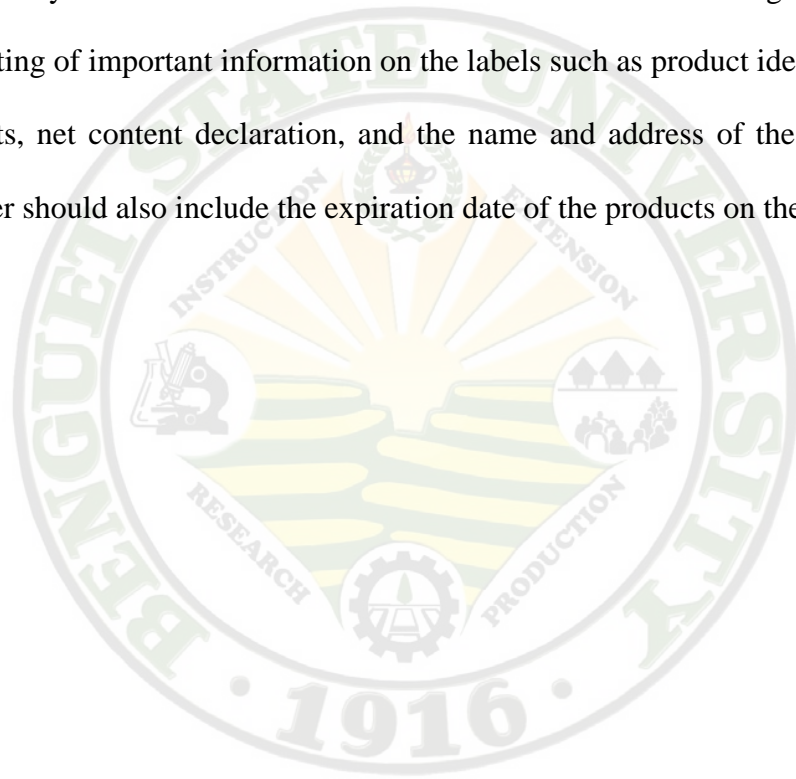 ting of important information on the labels such as product ide
ts, net content declaration, and the name and address of the
er should also include the expiration date of the products on the
BENGUET STATE UNIVERSITY
INSTRUCTION
EXTENSION
RESEARCH
PRODUCTION
1916